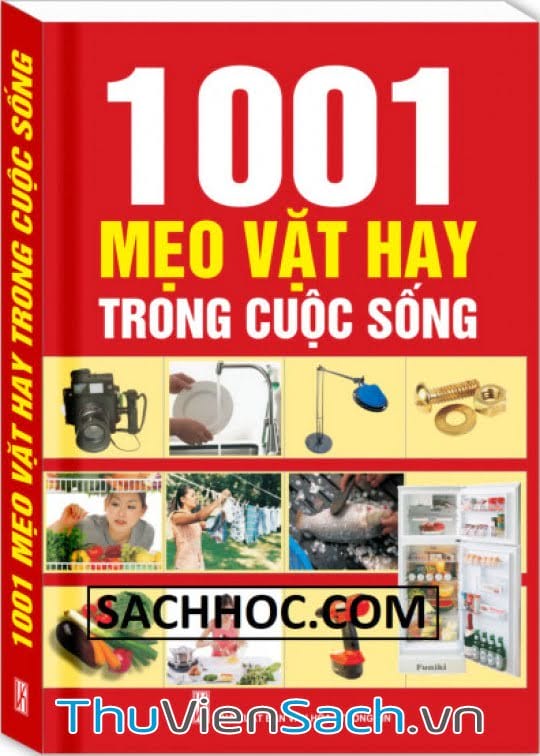 1001 MẸO VẶT HAY TRONG CUỘC SỐNG
1001
MẸO VẶT HAY
TRONG CUỘC SỐNG
Funiki
SACHHOC.COM
ThuVienSach.vn